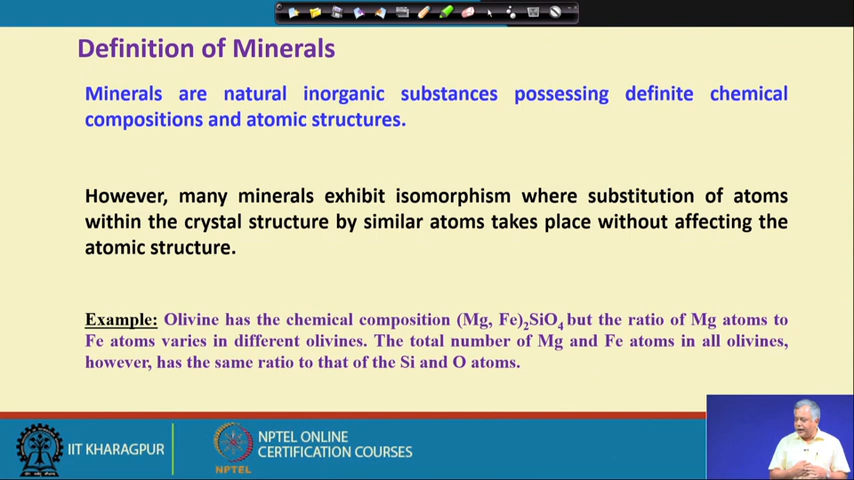 Definition of Minerals
Minerals are natural inorganic substances possessing definite chemical
compositions and atomic structures.
However, many minerals exhibit isomorphism where substitution of atoms
within the crystal structure by similar atoms takes place without affecting the
atomic structure.
Example: Olivine has the chemical composition (Mg, Fe)₂SiO₄ but the ratio of Mg atoms to
Fe atoms varies in different olivines. The total number of Mg and Fe atoms in all olivines,
however, has the same ratio to that of the Si and O atoms.
IIT KHARAGPUR
NPTEL
NPTEL ONLINE
CERTIFICATION COURSES